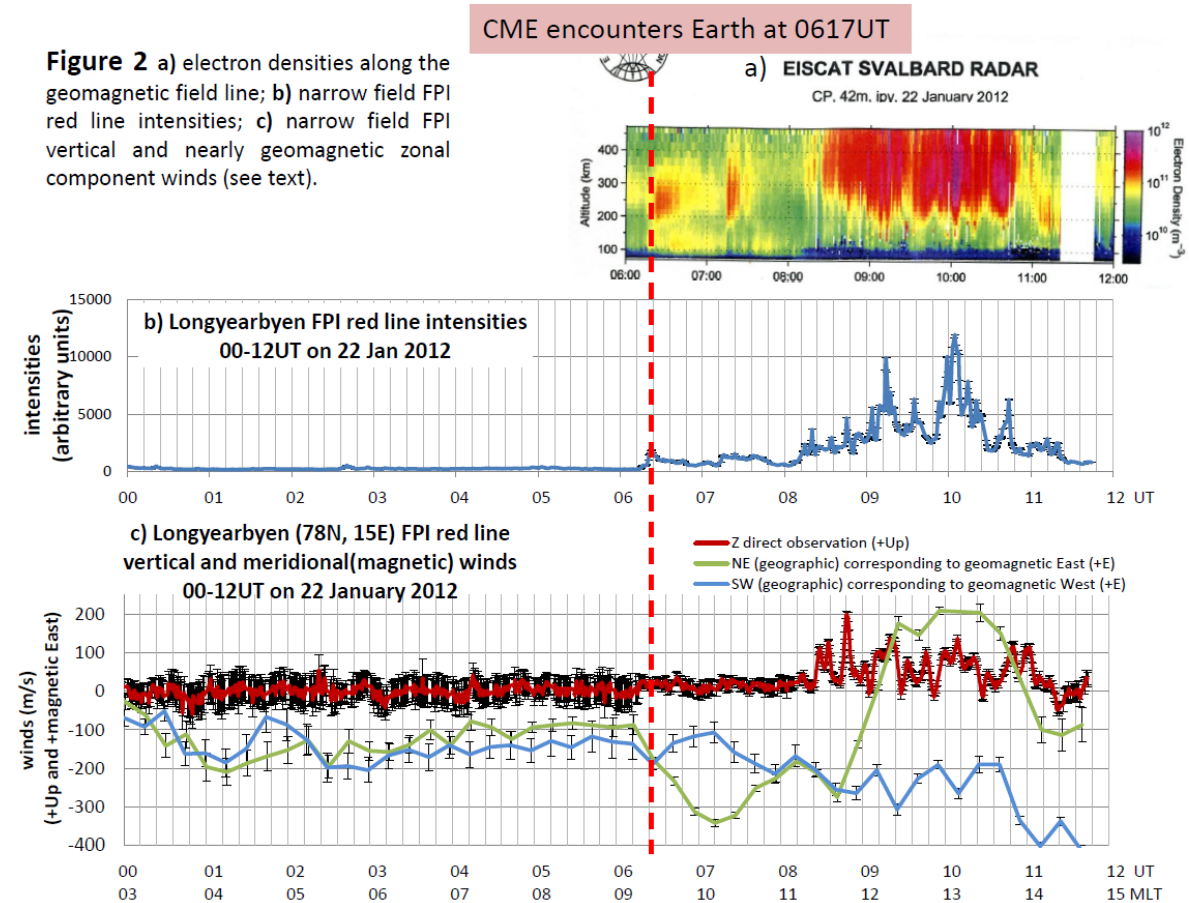 CME encounters Earth at 0617UT
Figure 2 a) electron densities along the
geomagnetic field line; b) narrow field FPI
red line intensities; c) narrow field FPI
vertical and nearly geomagnetic zonal
component winds (see text).
a) EISCAT SVALBARD RADAR
CP, 42m, ipy, 22 January 2012
Altitude (km)
400
300
200
100
06:00 07:00 08:00 09:00 10:00 11:00 12:00
10^12
10^11
10^10
Electron Density (m^-3)
b) Longyearbyen FPI red line intensities
00-12UT on 22 Jan 2012
intensities
(arbitrary units)
15000
10000
5000
0
00 01 02 03 04 05 06 07 08 09 10 11 12 UT
c) Longyearbyen (78N, 15E) FPI red line
vertical and meridional(magnetic) winds
00-12UT on 22 January 2012
Z direct observation (+Up)
NE (geographic) corresponding to geomagnetic East (+E)
SW (geographic) corresponding to geomagnetic West (+E)
winds (m/s)
(+Up and +magnetic East)
200
100
0
-100
-200
-300
-400
00 01 02 03 04 05 06 07 08 09 10 11 12 UT
03 04 05 06 07 08 09 10 11 12 13 14 15 MLT